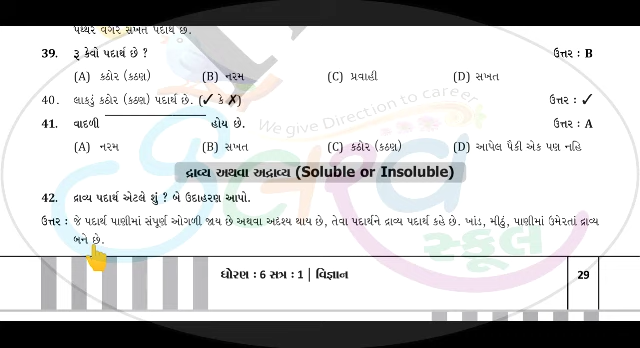 પથ્થર વગેરે સખત પદાર્થ છે.
39. રૂ કેવો પદાર્થ છે ? ઉત્તર : B
(A) કઠોર (કઠણ) (B) નરમ (C) પ્રવાહી (D) સખત
40. લાકડું કઠોર (કઠણ) પદાર્થ છે. (✓ કે ✗) ઉત્તર : ✓
41. વાદળી ________ હોય છે. ઉત્તર : A
(A) નરમ (B) સખત (C) કઠોર (કઠણ) (D) આપેલ પૈકી એક પણ નહિ
We give Direction to career
દ્રાવ્ય અથવા અદ્રાવ્ય (Soluble or Insoluble)
42. દ્રાવ્ય પદાર્થ એટલે શું ? બે ઉદાહરણ આપો.
ઉત્તર : જે પદાર્થ પાણીમાં સંપૂર્ણ ઓગળી જાય છે અથવા અદશ્ય થાય છે, તેવા પદાર્થને દ્રાવ્ય પદાર્થ કહે છે. ખાંડ, મીઠું, પાણીમાં ઉમેરતાં દ્રાવ્ય
બને છે.
સ્કૂલ
ધોરણ : 6 સત્ર : 1 | વિજ્ઞાન 29